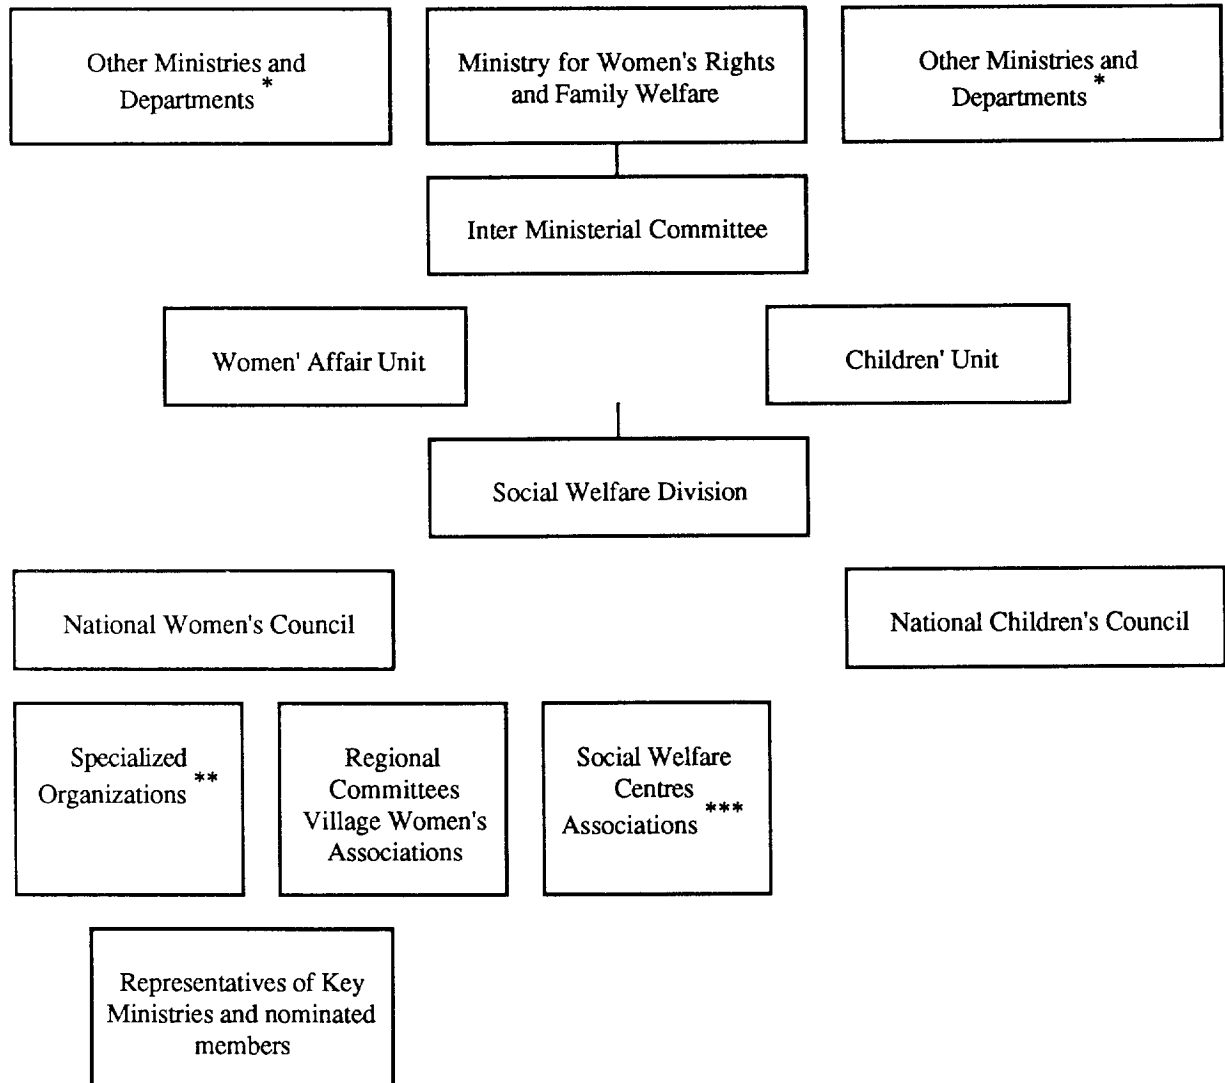 Other Ministries and
Departments *
Ministry for Women's Rights
and Family Welfare
Other Ministries and
Departments *
Inter Ministerial Committee
Women' Affair Unit
Children' Unit
Social Welfare Division
National Women's Council
National Children's Council
Specialized
Organizations **
Regional
Committees
Village Women's
Associations
Social Welfare
Centres
Associations ***
Representatives of Key
Ministries and nominated
members